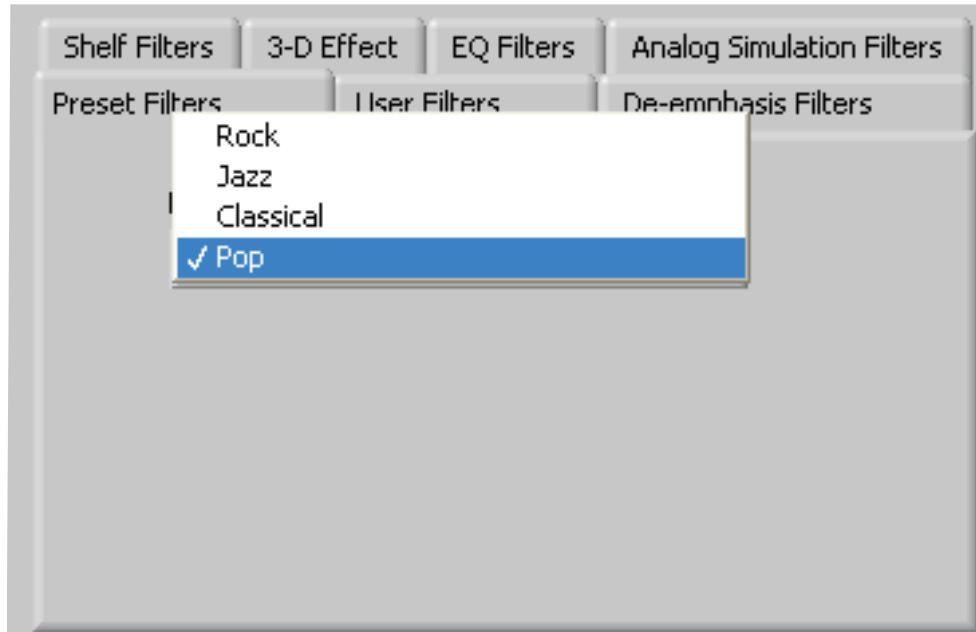 Shelf Filters 3-D Effect EQ Filters Analog Simulation Filters
Preset Filters User Filters De-emphasis Filters
Rock
Jazz
Classical
✓ Pop